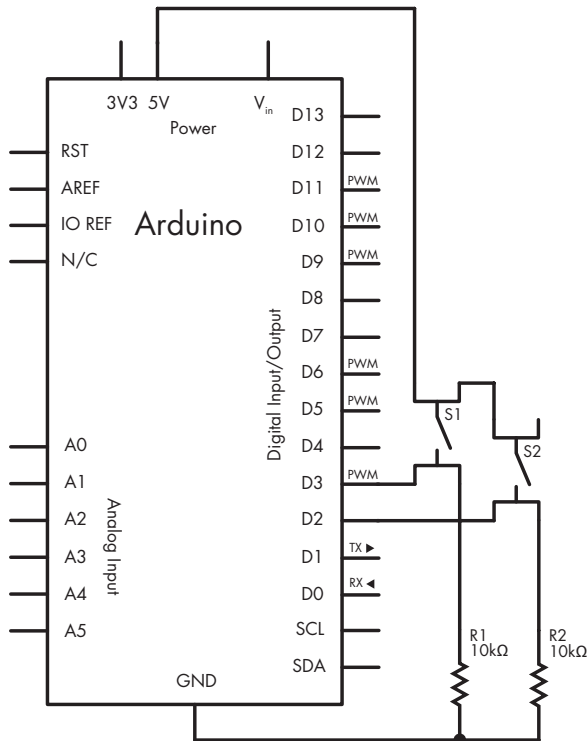 3V3 5V V in
Power
Arduino
RST
AREF
IO REF
N/C
A0
A1
A2
A3
A4
A5
Analog Input
D13
D12
D11 PWM
D10 PWM
D9 PWM
D8
D7
D6 PWM
D5 PWM
D4
D3 PWM
D2
D1 TX ▶
D0 RX ◀
SCL
SDA
Digital Input/Output
GND
S1
S2
R1
10kΩ
R2
10kΩ